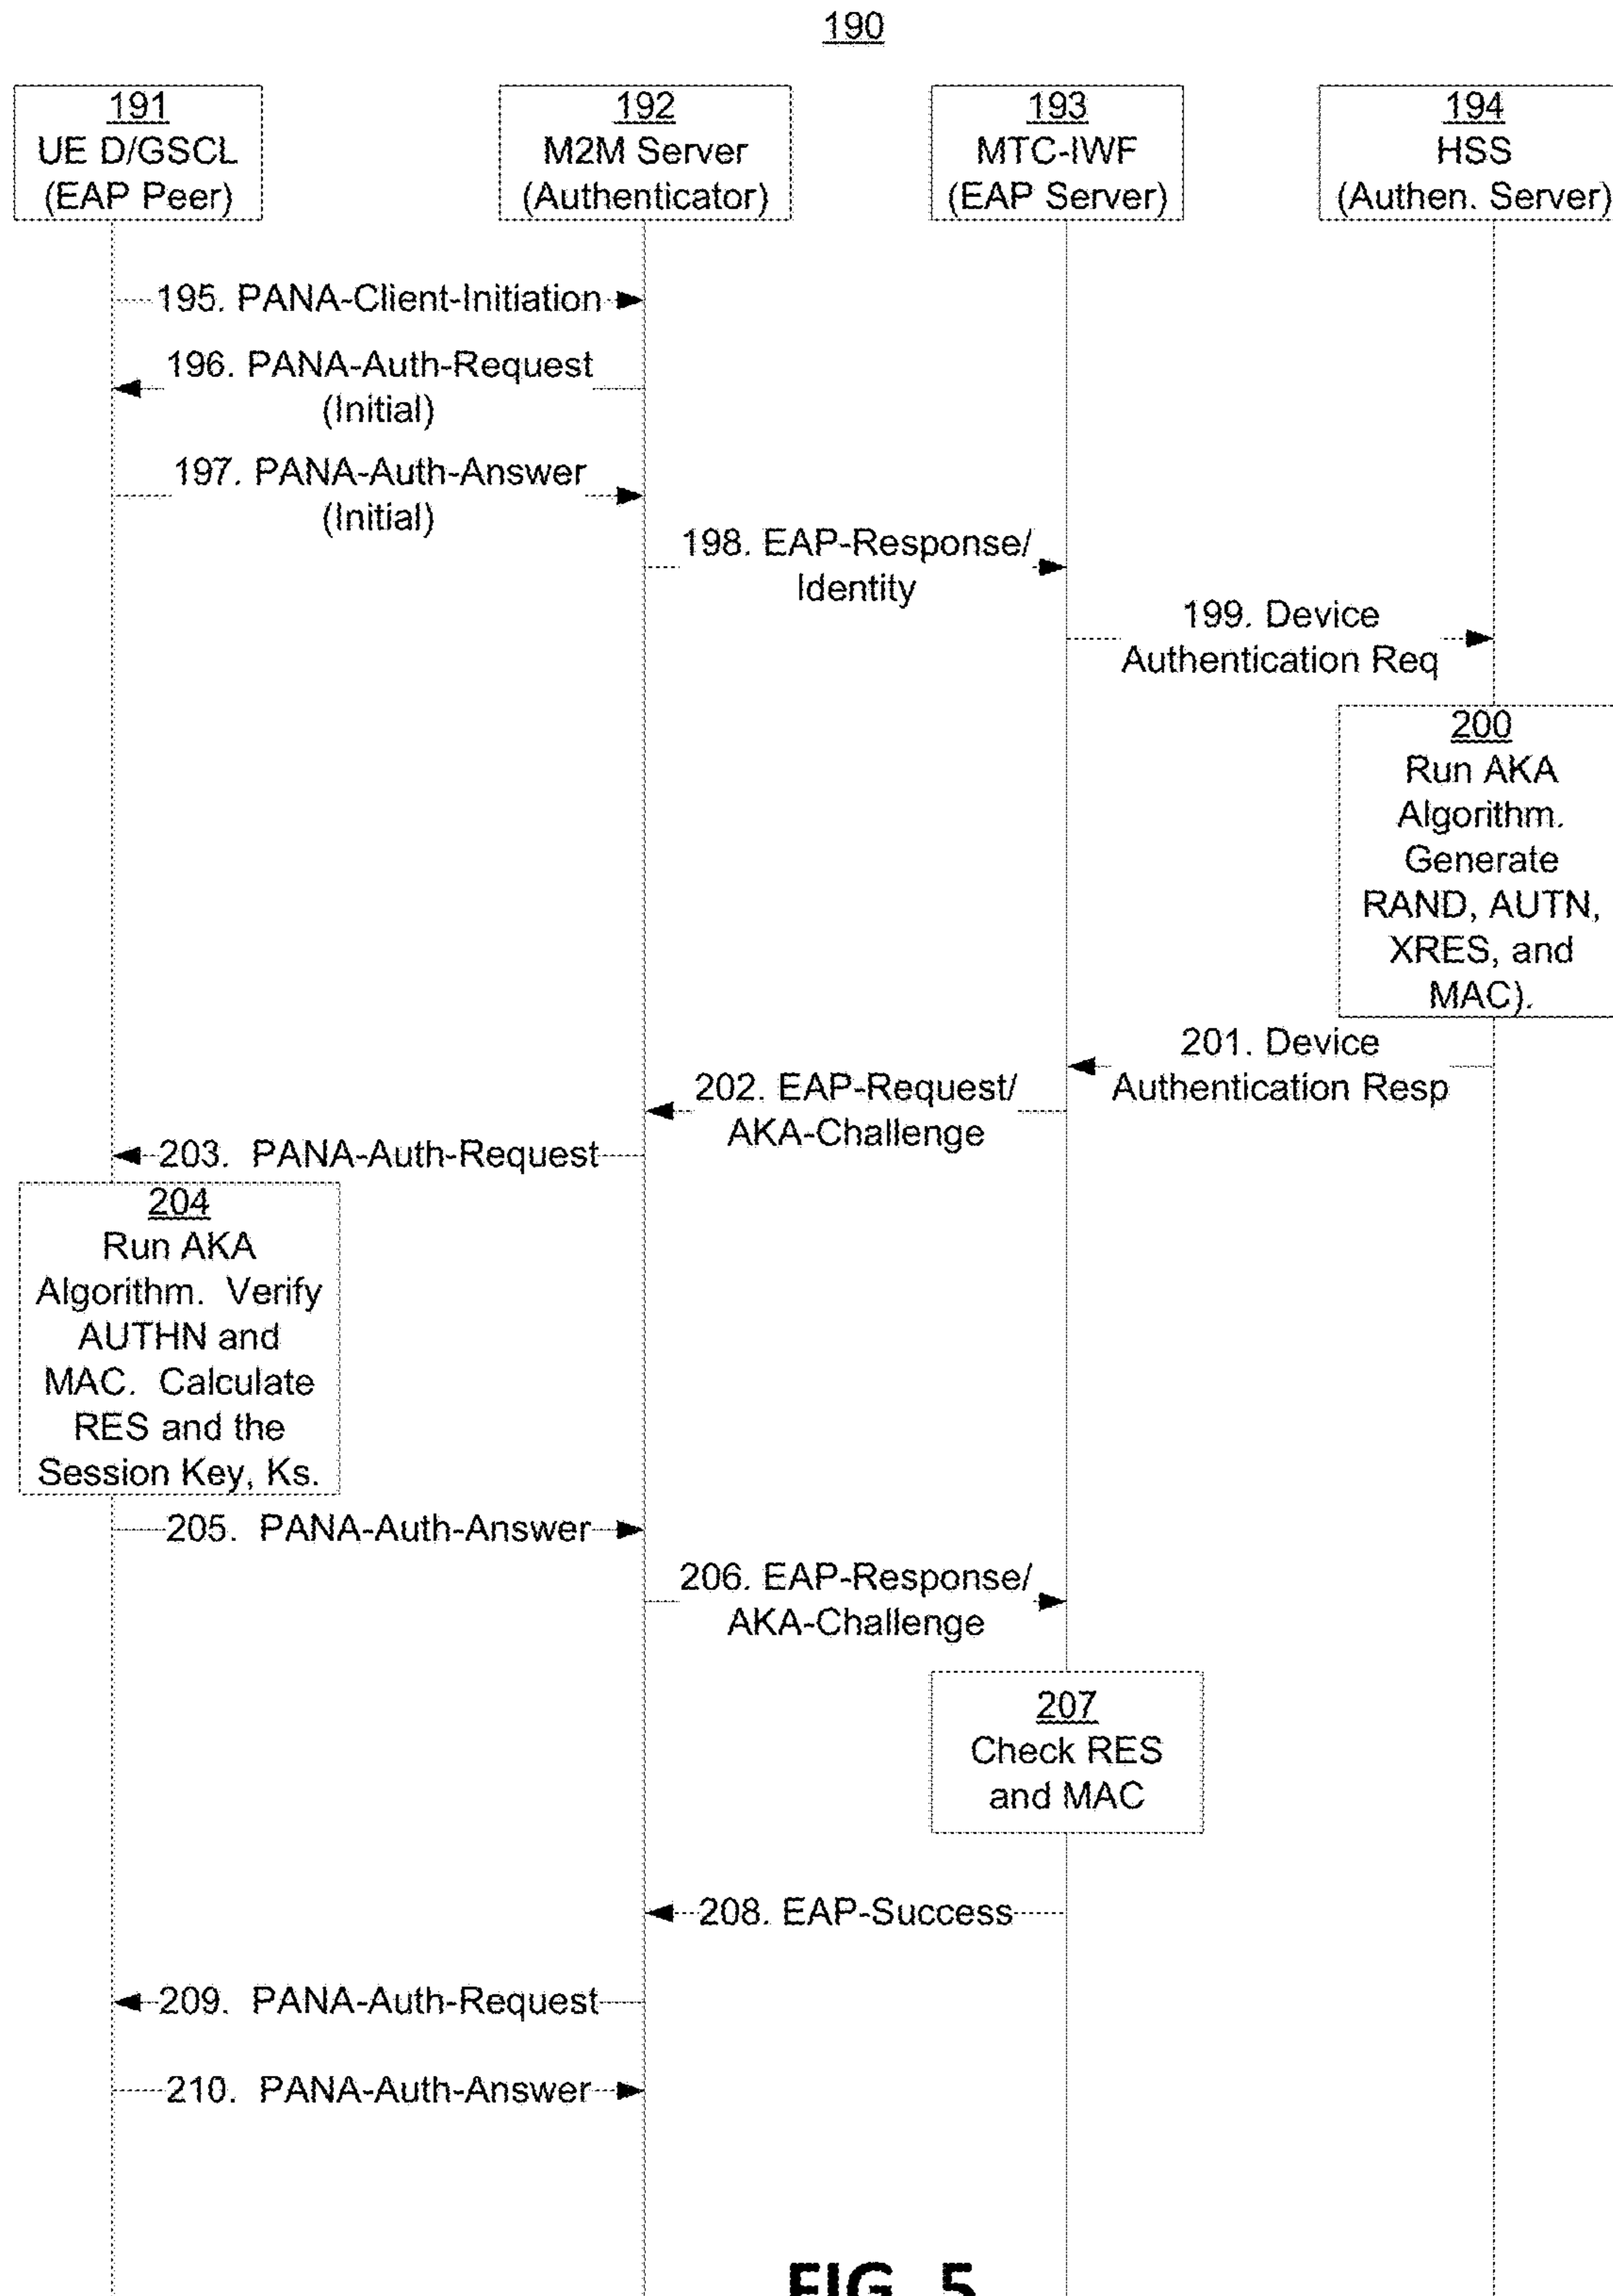 190
191
UE D/GSCL
(EAP Peer)
192
M2M Server
(Authenticator)
193
MTC-IWF
(EAP Server)
194
HSS
(Authen. Server)
195. PANA-Client-Initiation
196. PANA-Auth-Request
(Initial)
197. PANA-Auth-Answer
(Initial)
198. EAP-Response/
Identity
199. Device
Authentication Req
200
Run AKA
Algorithm.
Generate
RAND, AUTN,
XRES, and
MAC).
201. Device
Authentication Resp
202. EAP-Request/
AKA-Challenge
203. PANA-Auth-Request
204
Run AKA
Algorithm. Verify
AUTHN and
MAC. Calculate
RES and the
Session Key, Ks.
205. PANA-Auth-Answer
206. EAP-Response/
AKA-Challenge
207
Check RES
and MAC
208. EAP-Success
209. PANA-Auth-Request
210. PANA-Auth-Answer
FIG. 5